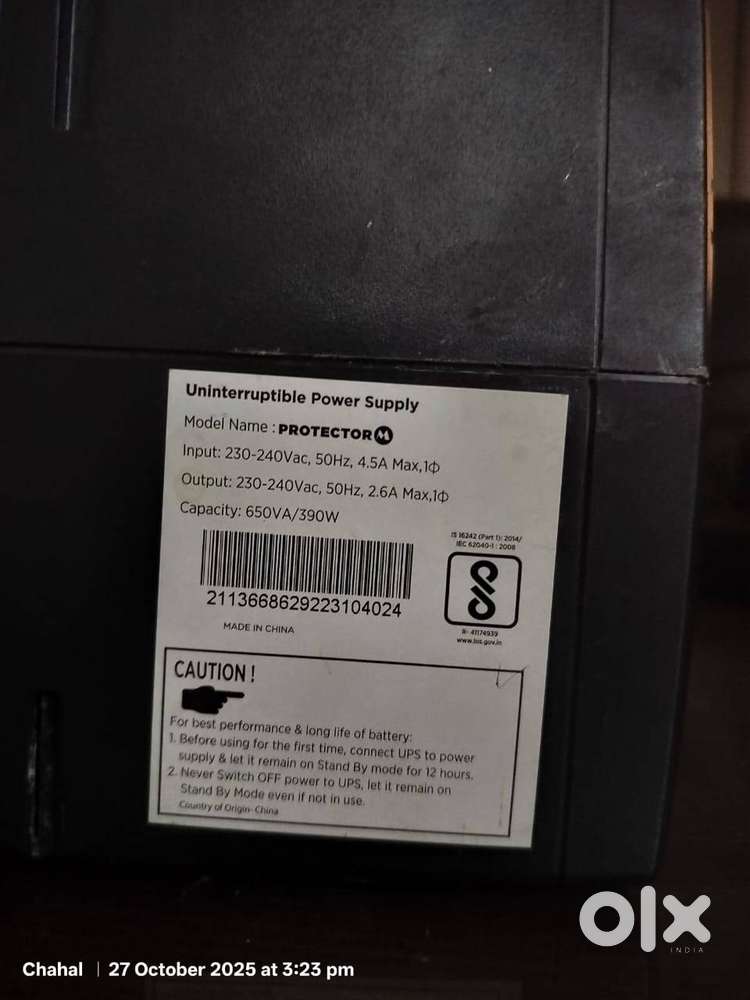 Uninterruptible Power Supply
Model Name : PROTECTOR M
Input: 230-240Vac, 50Hz, 4.5A Max,1Φ
Output: 230-240Vac, 50Hz, 2.6A Max,1Φ
Capacity: 650VA/390W
IS 16242 (Part 1): 2014/
IEC 62040-1 : 2008
2113668629223104024
R- 41174939
www.bis.gov.in
MADE IN CHINA
CAUTION !
For best performance & long life of battery:
1. Before using for the first time, connect UPS to power
supply & let it remain on Stand By mode for 12 hours.
2. Never Switch OFF power to UPS, let it remain on
Stand By Mode even if not in use.
Country of Origin- China
olx
INDIA
Chahal | 27 October 2025 at 3:23 pm